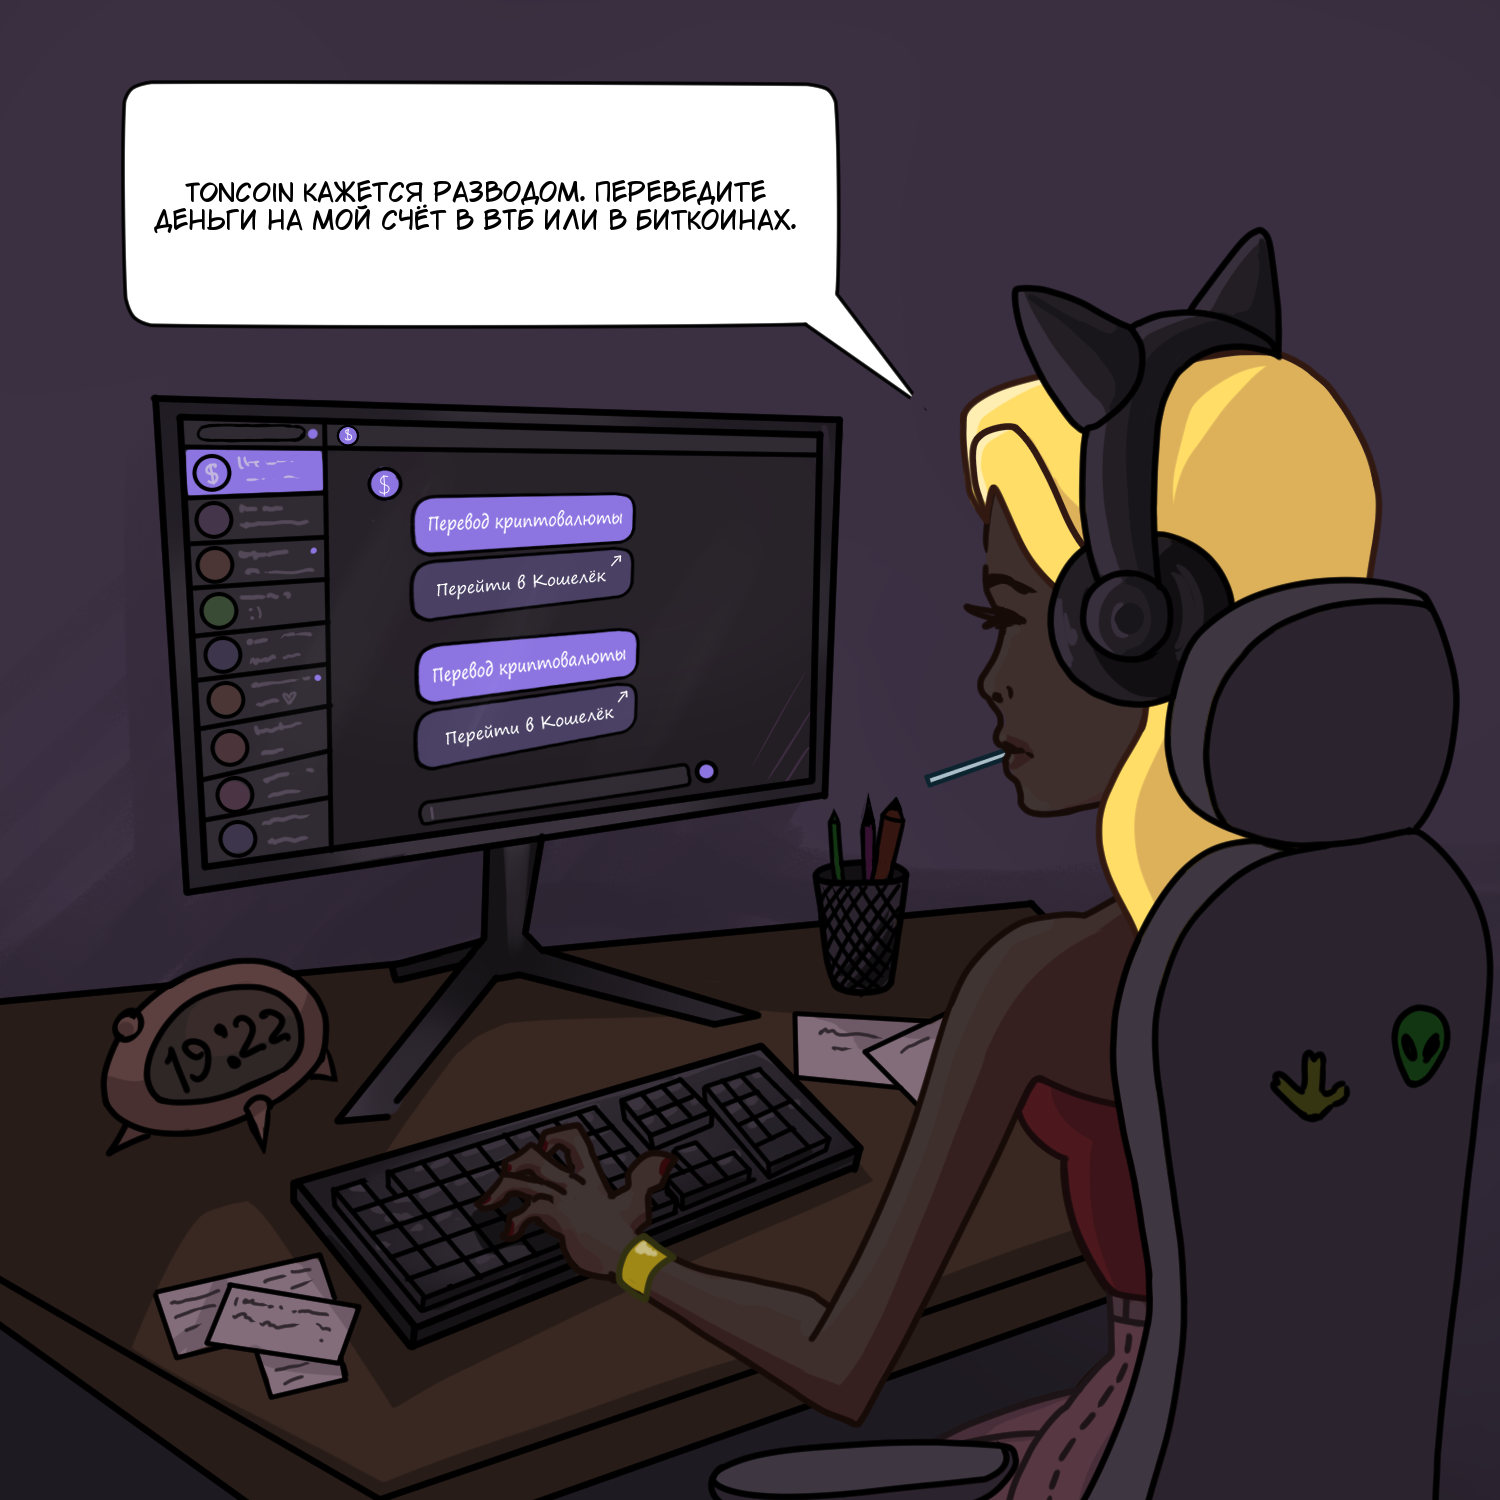 TONCOIN КАЖЕТСЯ РАЗВОДОМ. ПЕРЕВЕДИТЕ
ДЕНЬГИ НА МОЙ СЧЁТ В ВТБ ИЛИ В БИТКОИНАХ.
$
$
$
Перевод криптовалюты
Перейти в Кошелёк
:)
Перевод криптовалюты
Перейти в Кошелёк
19:22